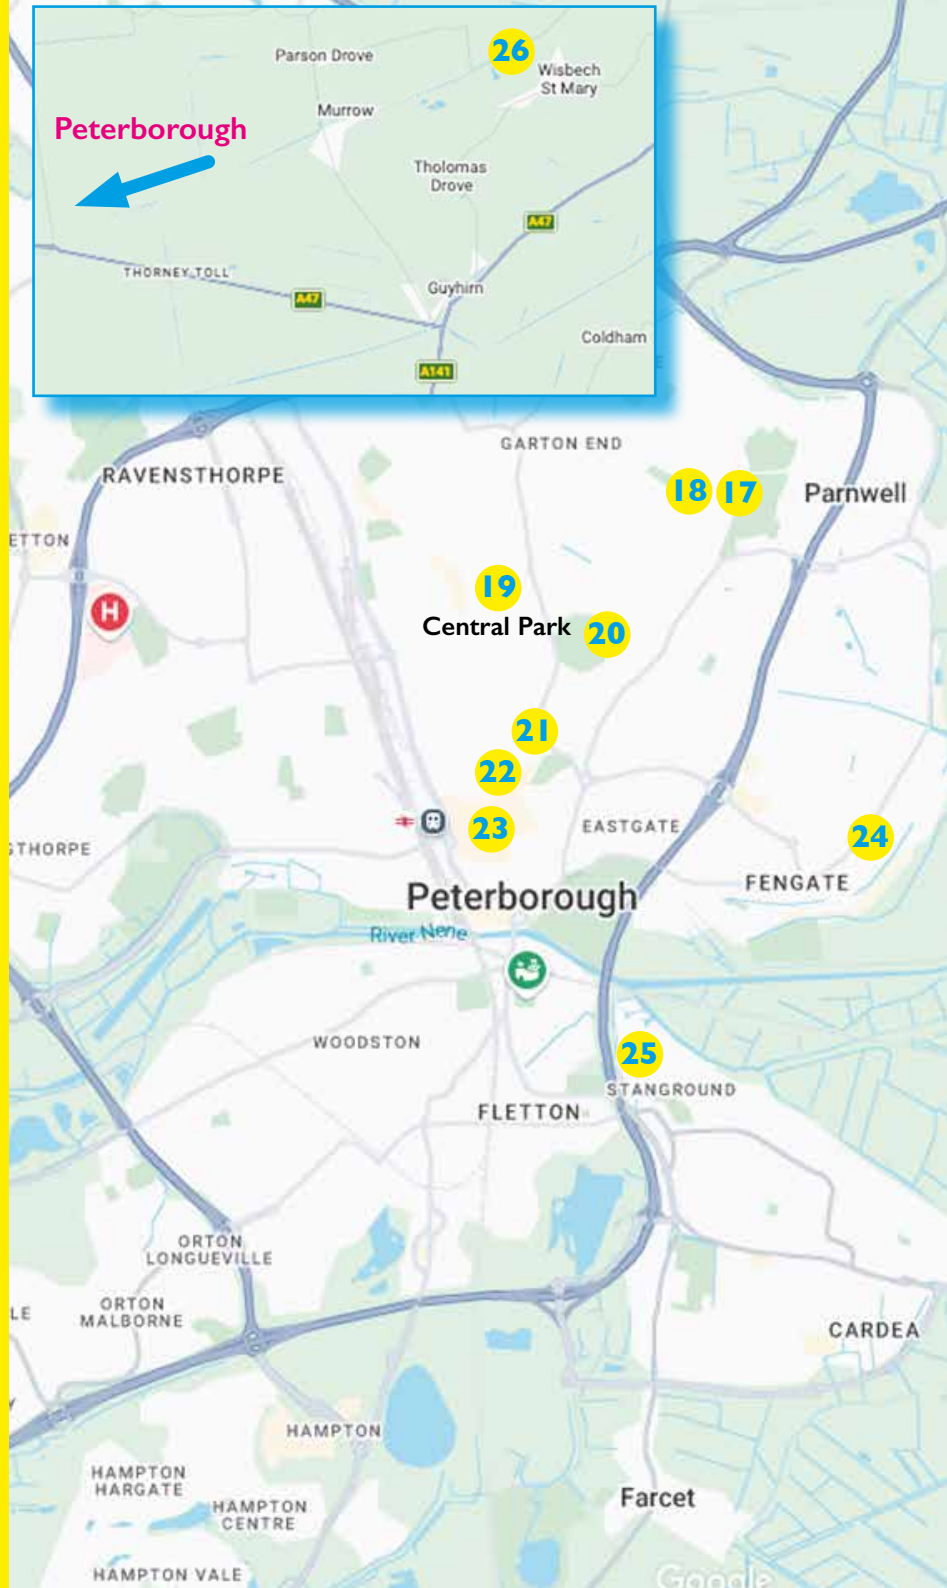 26
Parson Drove
Wisbech
St Mary
Murrow
Peterborough
Tholomas
Drove
A47
THORNEY TOLL
A47
Guyhirn
Coldham
A141
GARTON END
RAVENSTHORPE
18
17
Parnwell
ETTON
19
H
Central Park
20
21
22
23
EASTGATE
24
GTHORPE
FENGATE
Peterborough
River Nene
WOODSTON
25
STANGROUND
FLETTON
ORTON
LONGUEVILLE
LE
ORTON
MALBORNE
CARDEA
HAMPTON
HAMPTON
HARGATE
Farcet
HAMPTON
CENTRE
HAMPTON VALE
Google